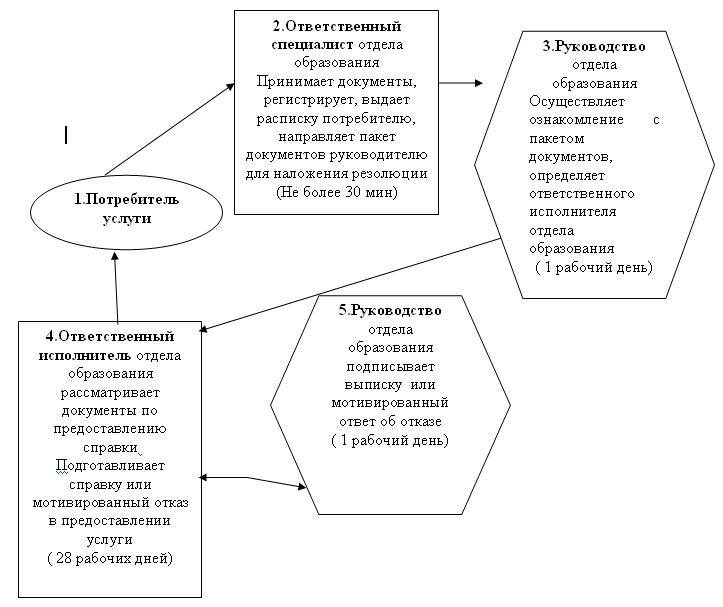 1.Потребитель
услуги
2.Ответственный
специалист отдела
образования
Принимает документы,
регистрирует, выдает
расписку потребителю,
направляет пакет
документов руководителю
для наложения резолюции
(Не более 30 мин)
3.Руководство
отдела
образования
Осуществляет
ознакомление с
пакетом
документов,
определяет
ответственного
исполнителя
отдела
образования
( 1 рабочий день)
4.Ответственный
исполнитель отдела
образования
рассматривает
документы по
предоставлению
справки
Подготавливает
справку или
мотивированный отказ
в предоставлении
услуги
( 28 рабочих дней)
5.Руководство
отдела
образования
подписывает
выписку или
мотивированный
ответ об отказе
( 1 рабочий день)